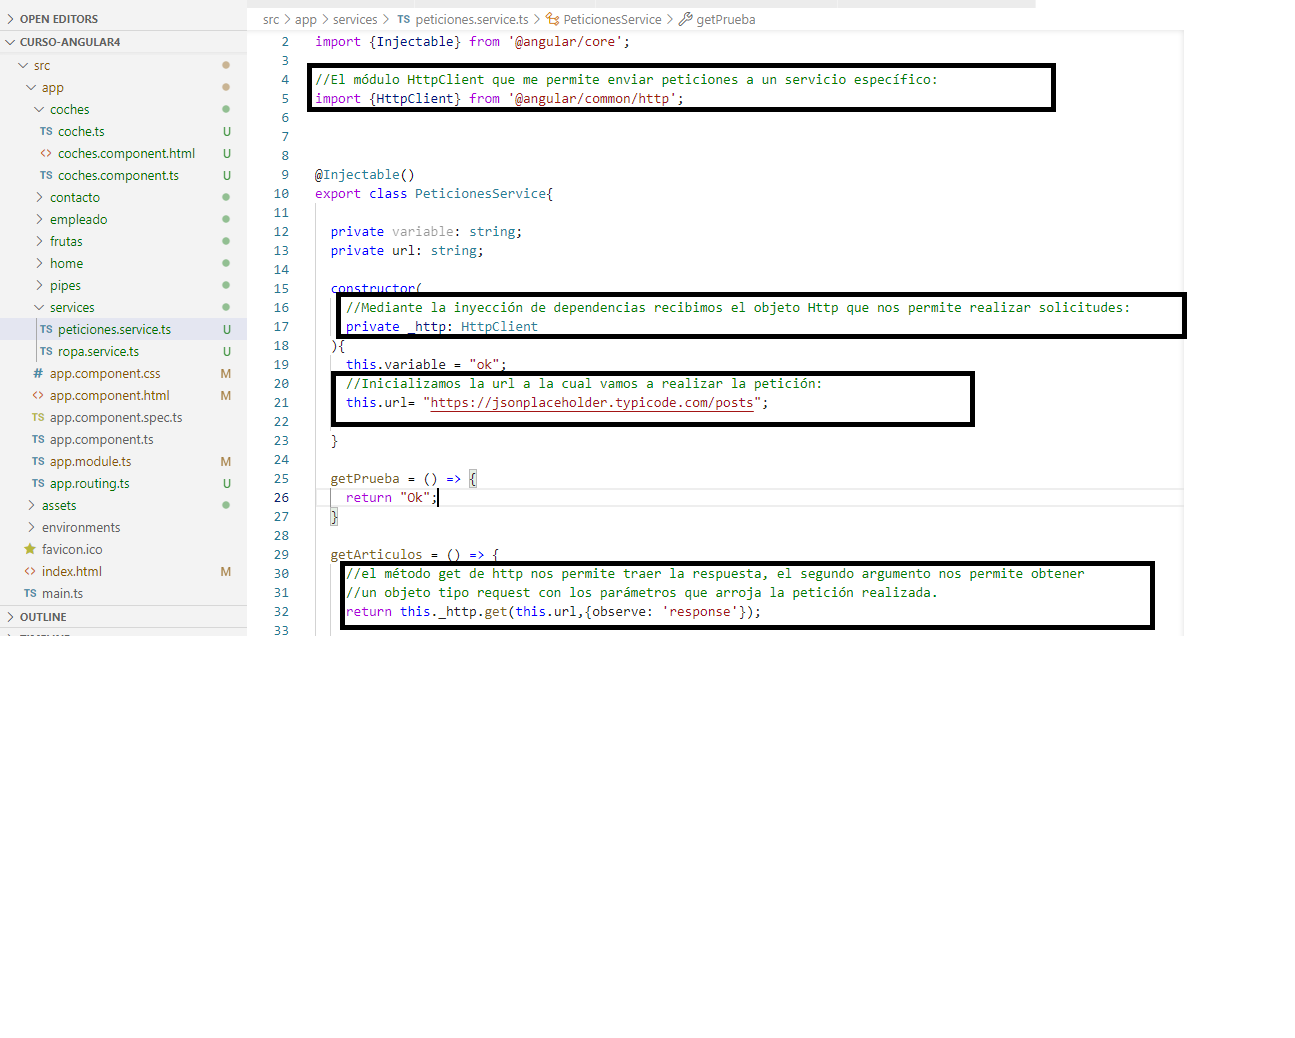 OPEN EDITORS
CURSO-ANGULAR4
src
app
coches
TS coche.ts U
<> coches.component.html U
TS coches.component.ts U
contacto
empleado
frutas
home
pipes
services
TS peticiones.service.ts U
TS ropa.service.ts U
# app.component.css M
<> app.component.html M
TS app.component.spec.ts
TS app.component.ts
TS app.module.ts M
TS app.routing.ts U
assets
environments
favicon.ico
<> index.html M
TS main.ts
OUTLINE
src > app > services > TS peticiones.service.ts > PeticionesService > getPrueba
2 import {Injectable} from '@angular/core';
3
4 //El módulo HttpClient que me permite enviar peticiones a un servicio específico:
5 import {HttpClient} from '@angular/common/http';
6
7
8
9 @Injectable()
10 export class PeticionesService{
11
12 private variable: string;
13 private url: string;
14
15 constructor(
16 //Mediante la inyección de dependencias recibimos el objeto Http que nos permite realizar solicitudes:
17 private _http: HttpClient
18 ){
19 this.variable = "ok";
20 //Inicializamos la url a la cual vamos a realizar la petición:
21 this.url= "https://jsonplaceholder.typicode.com/posts";
22
23 }
24
25 getPrueba = () => {
26 return "Ok";
27 }
28
29 getArticulos = () => {
30 //el método get de http nos permite traer la respuesta, el segundo argumento nos permite obtener
31 //un objeto tipo request con los parámetros que arroja la petición realizada.
32 return this._http.get(this.url,{observe: 'response'});
33